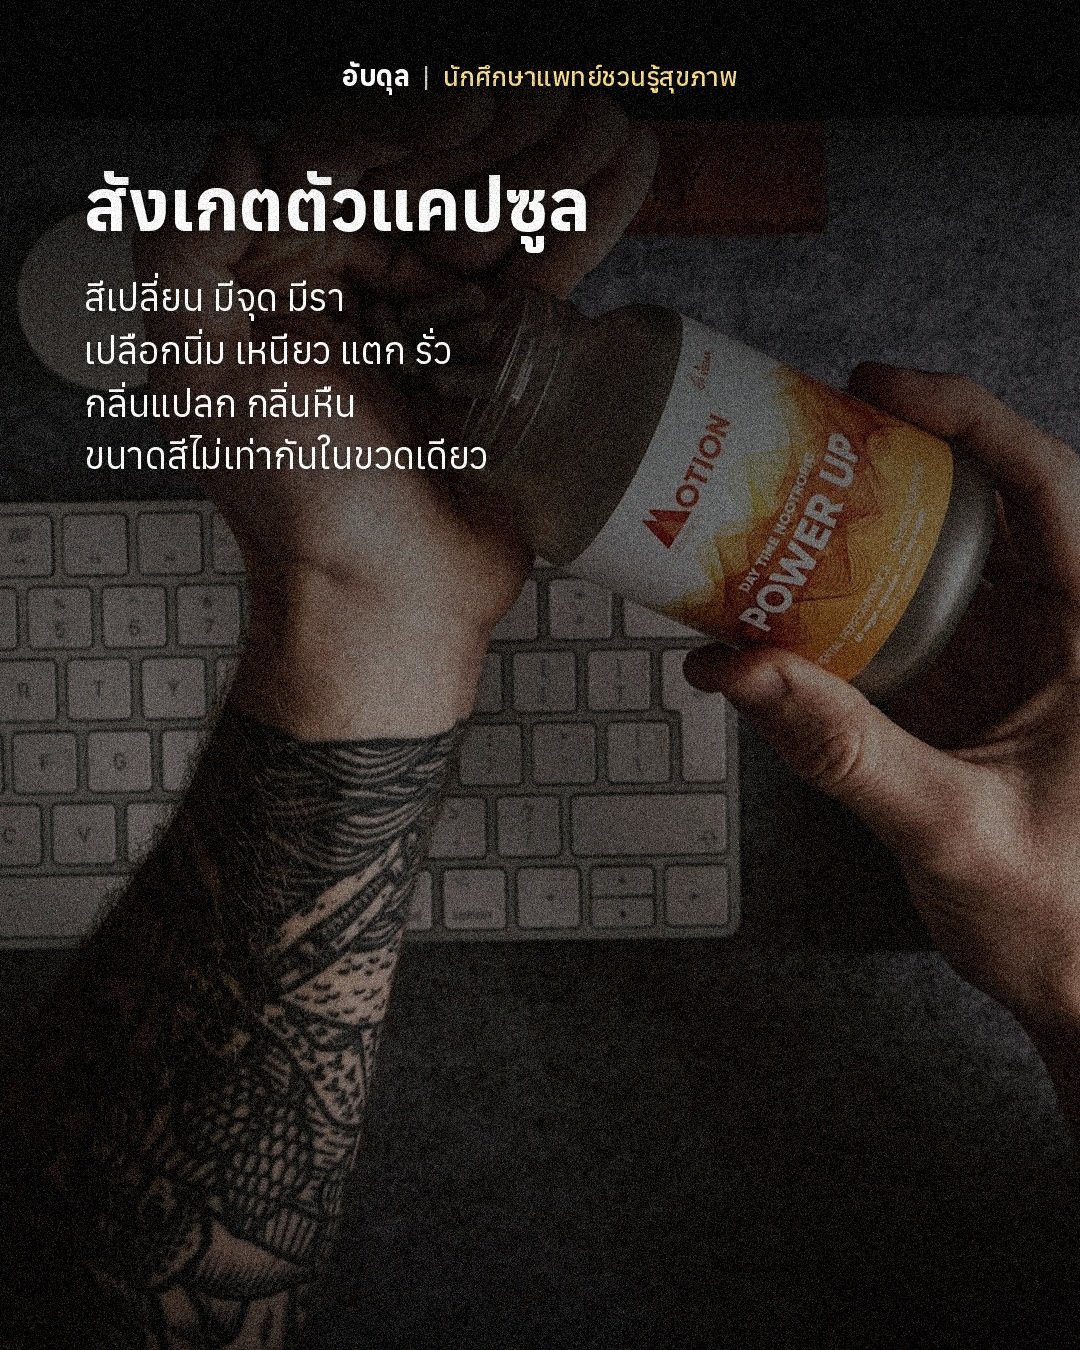 อับดุล | นักศึกษาแพทย์ชวนรู้สุขภาพ
สังเกตตัวแคปซูล
สีเปลี่ยน มีจุด มีรา
เปลือกนิ่ม เหนียว แตก รั่ว
กลิ่นแปลก กลิ่นหืน
ขนาดสีไม่เท่ากันในขวดเดียว
MOTION
DAY TIME NOOTROPIC
POWER UP